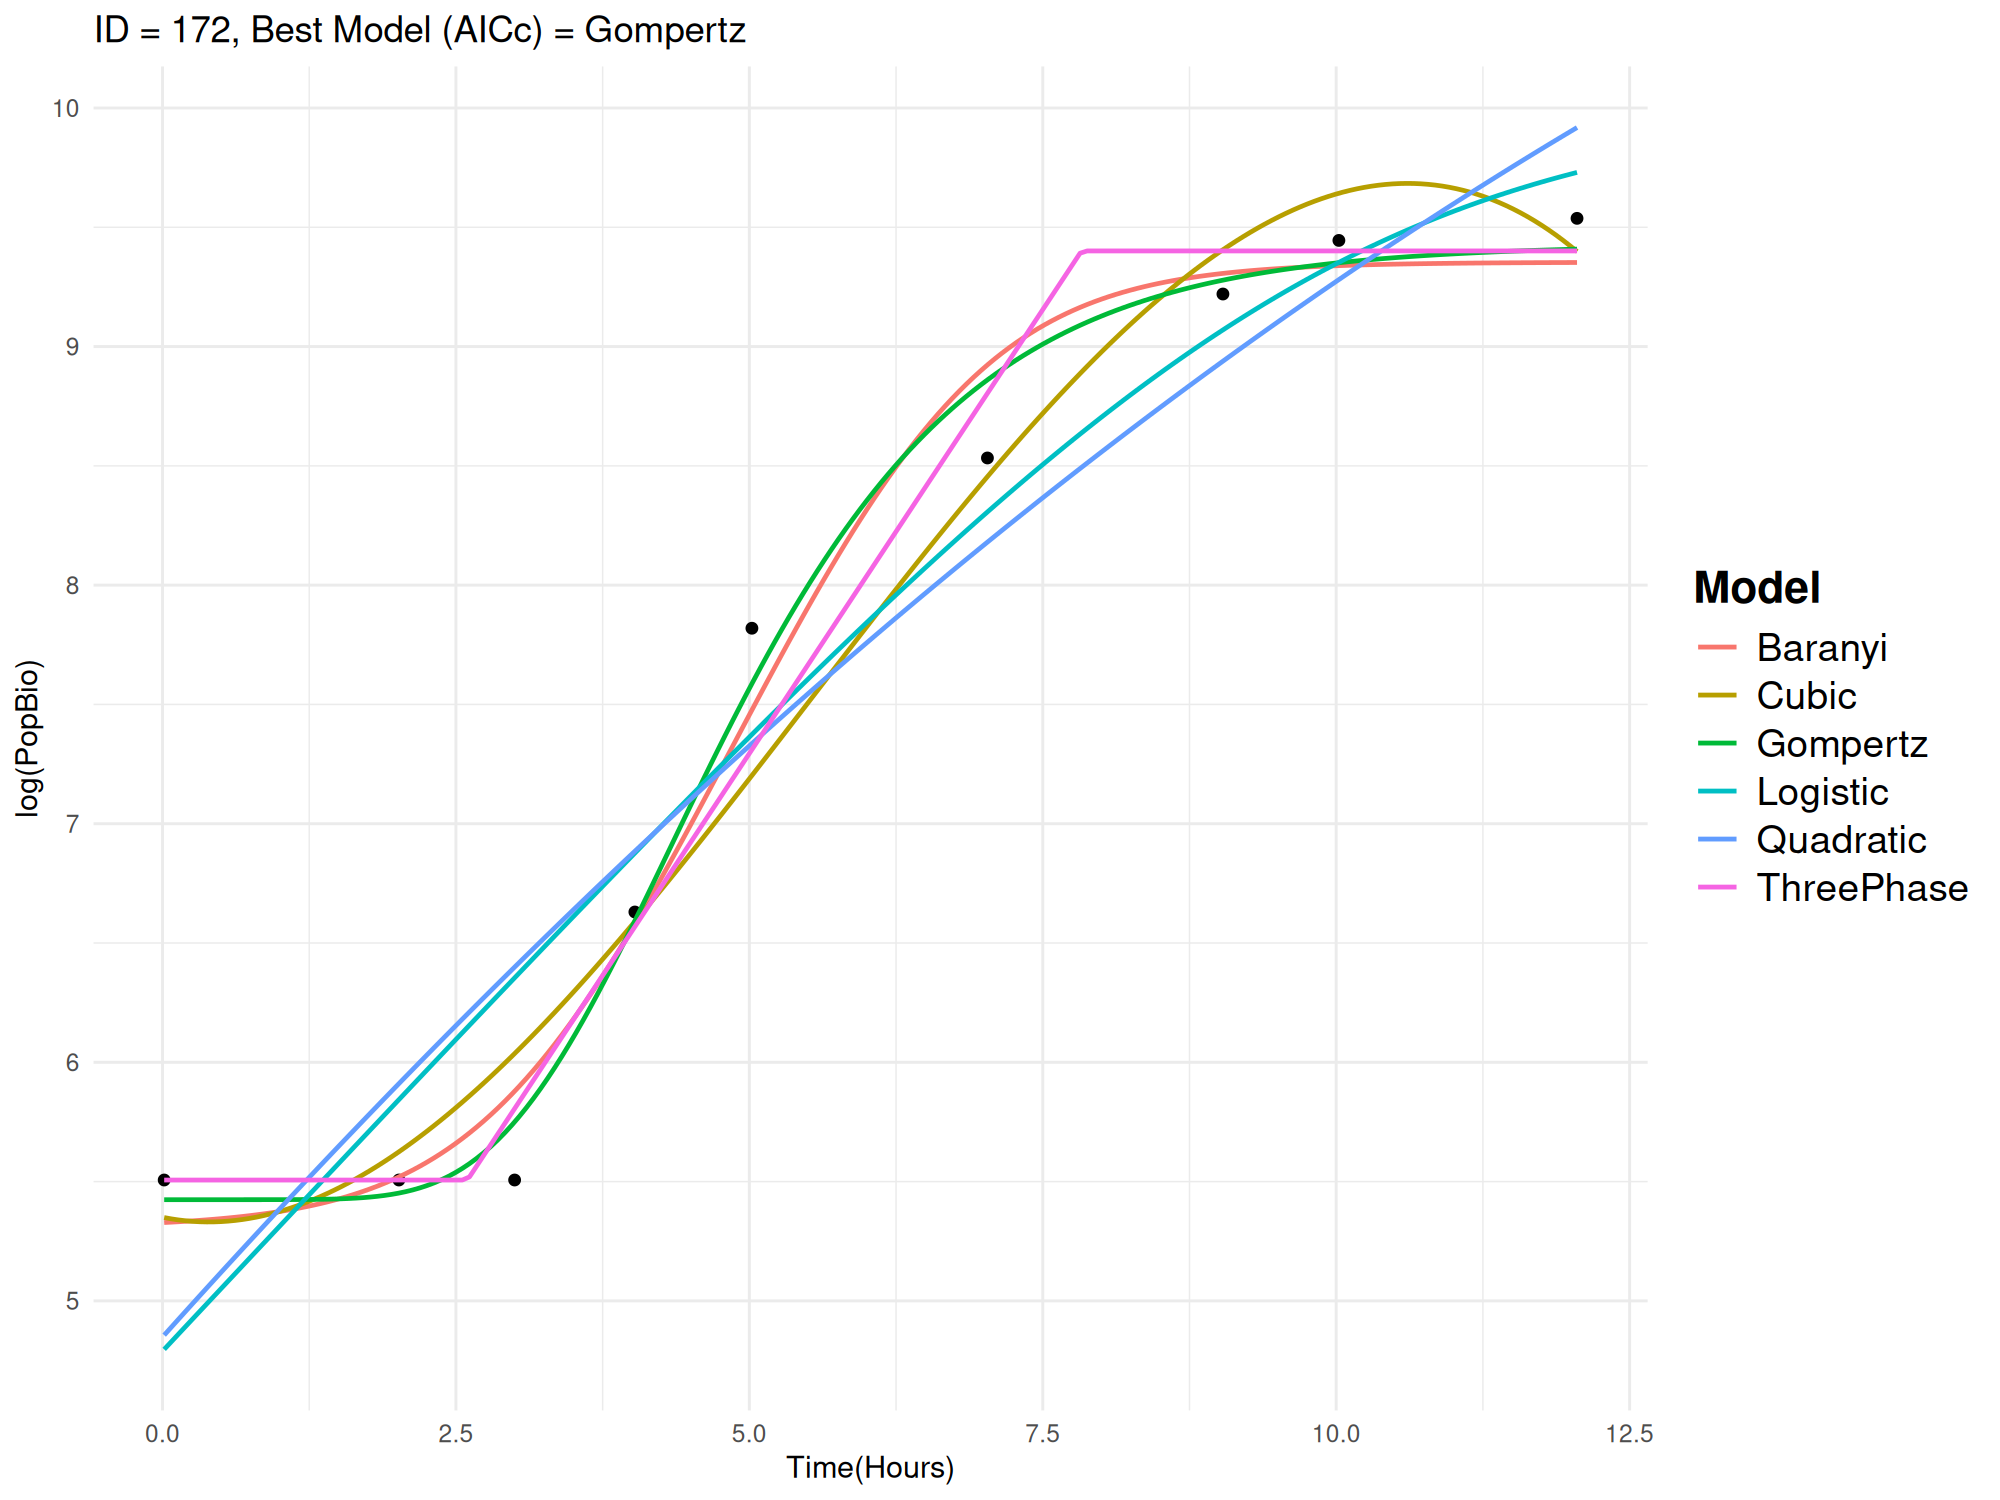 ID = 172, Best Model (AICc) = Gompertz
10
9
8
7
6
5
log(PopBio)
0.0 2.5 5.0 7.5 10.0 12.5
Time(Hours)
Model
Baranyi
Cubic
Gompertz
Logistic
Quadratic
ThreePhase